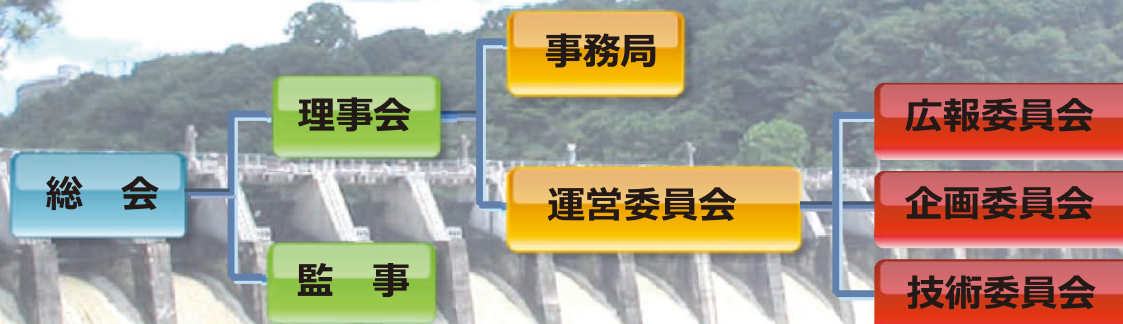 総　会
理事会
監　事
事務局
運営委員会
広報委員会
企画委員会
技術委員会